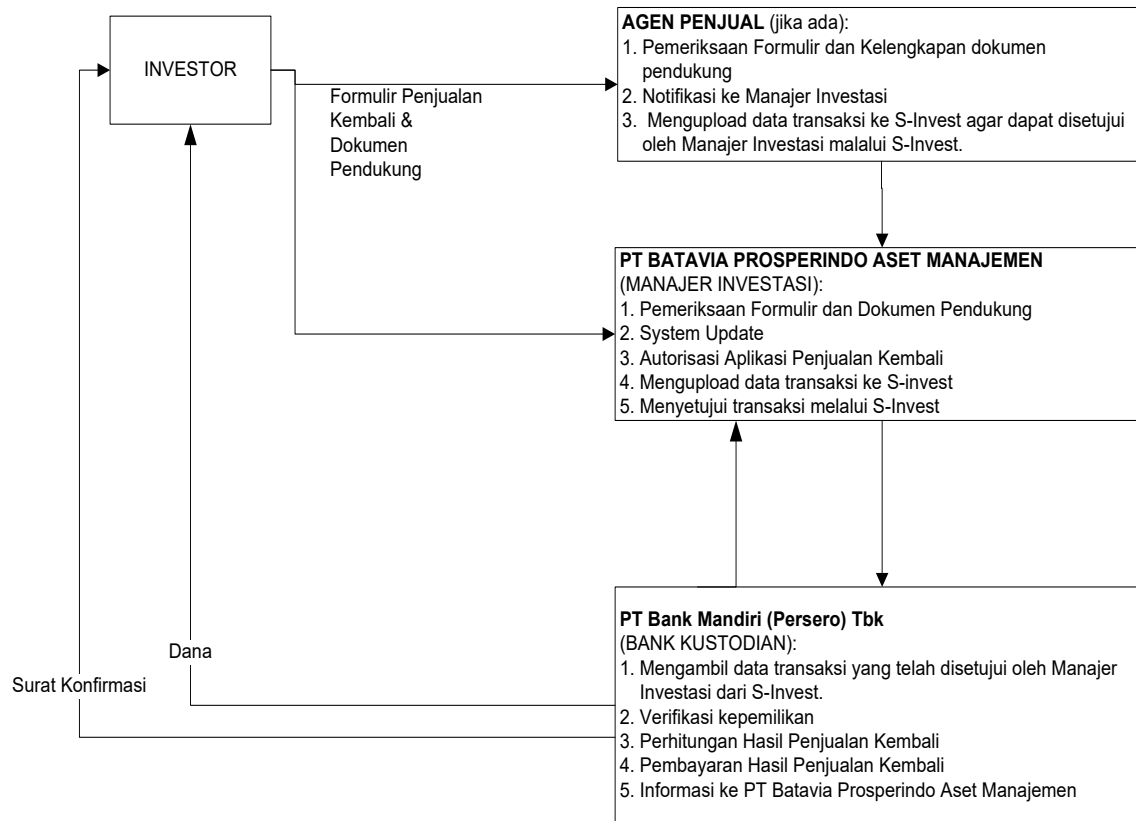 INVESTOR
Formulir Penjualan
Kembali &
Dokumen
Pendukung
AGEN PENJUAL (jika ada):
1. Pemeriksaan Formulir dan Kelengkapan dokumen
pendukung
2. Notifikasi ke Manajer Investasi
3. Mengupload data transaksi ke S-Invest agar dapat disetujui
oleh Manajer Investasi malalui S-Invest.
PT BATAVIA PROSPERINDO ASET MANAJEMEN
(MANAJER INVESTASI):
1. Pemeriksaan Formulir dan Dokumen Pendukung
2. System Update
3. Autorisasi Aplikasi Penjualan Kembali
4. Mengupload data transaksi ke S-invest
5. Menyetujui transaksi melalui S-Invest
PT Bank Mandiri (Persero) Tbk
(BANK KUSTODIAN):
1. Mengambil data transaksi yang telah disetujui oleh Manajer
Investasi dari S-Invest.
2. Verifikasi kepemilikan
3. Perhitungan Hasil Penjualan Kembali
4. Pembayaran Hasil Penjualan Kembali
5. Informasi ke PT Batavia Prosperindo Aset Manajemen
Dana
Surat Konfirmasi